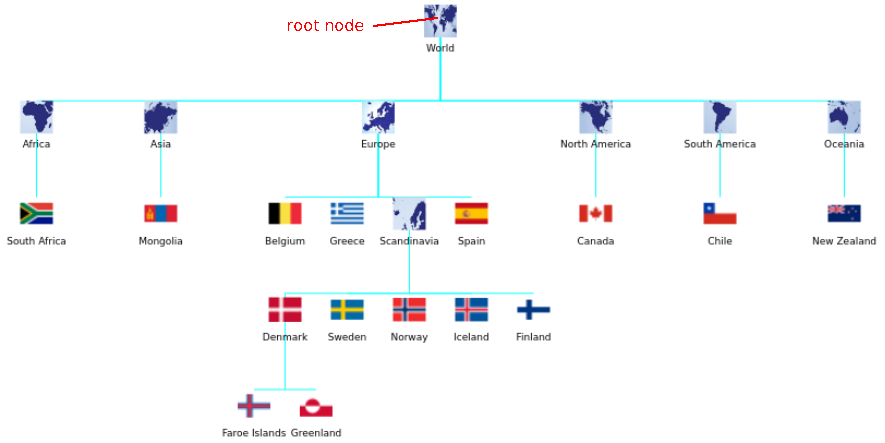 root node
World
Africa
Asia
Europe
North America
South America
Oceania
South Africa
Mongolia
Belgium
Greece
Scandinavia
Spain
Canada
Chile
New Zealand
Denmark
Sweden
Norway
Iceland
Finland
Faroe Islands
Greenland